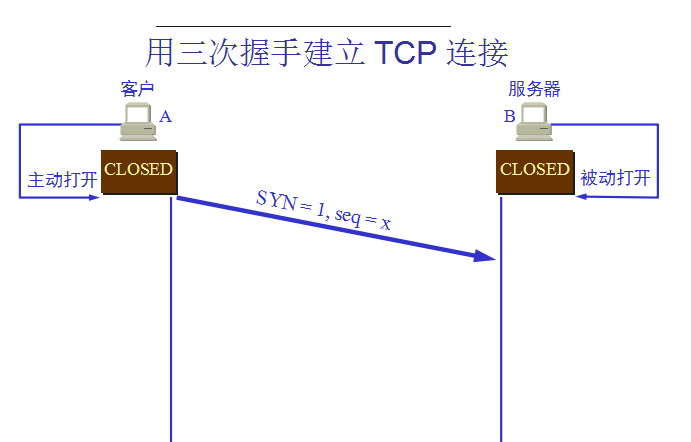 用三次握手建立 TCP 连接
客户
服务器
A
B
CLOSED
CLOSED
主动打开
被动打开
SYN = 1, seq = x